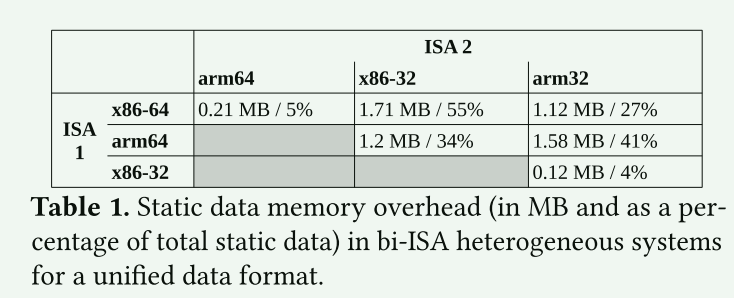 ISA 2
arm64 x86-32 arm32
ISA 1
x86-64 0.21 MB / 5% 1.71 MB / 55% 1.12 MB / 27%
arm64 1.2 MB / 34% 1.58 MB / 41%
x86-32 0.12 MB / 4%
Table 1. Static data memory overhead (in MB and as a per-
centage of total static data) in bi-ISA heterogeneous systems
for a unified data format.